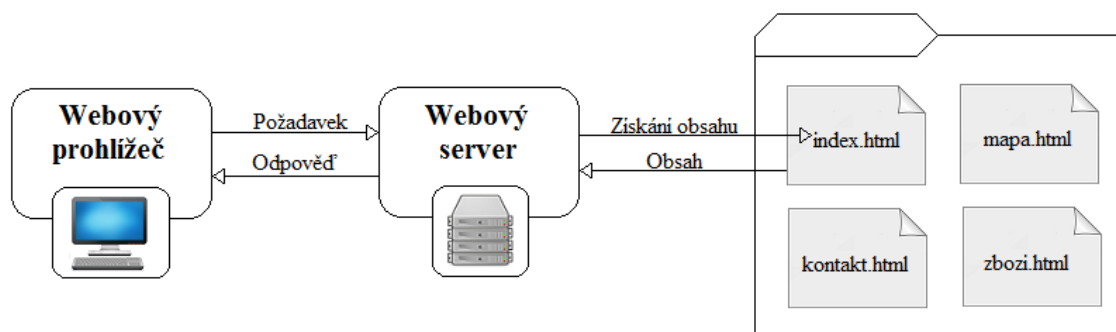 Webový
prohlížeč
Požadavek
Odpověď
Webový
server
Získání obsahu
Obsah
index.html
mapa.html
kontakt.html
zbozi.html